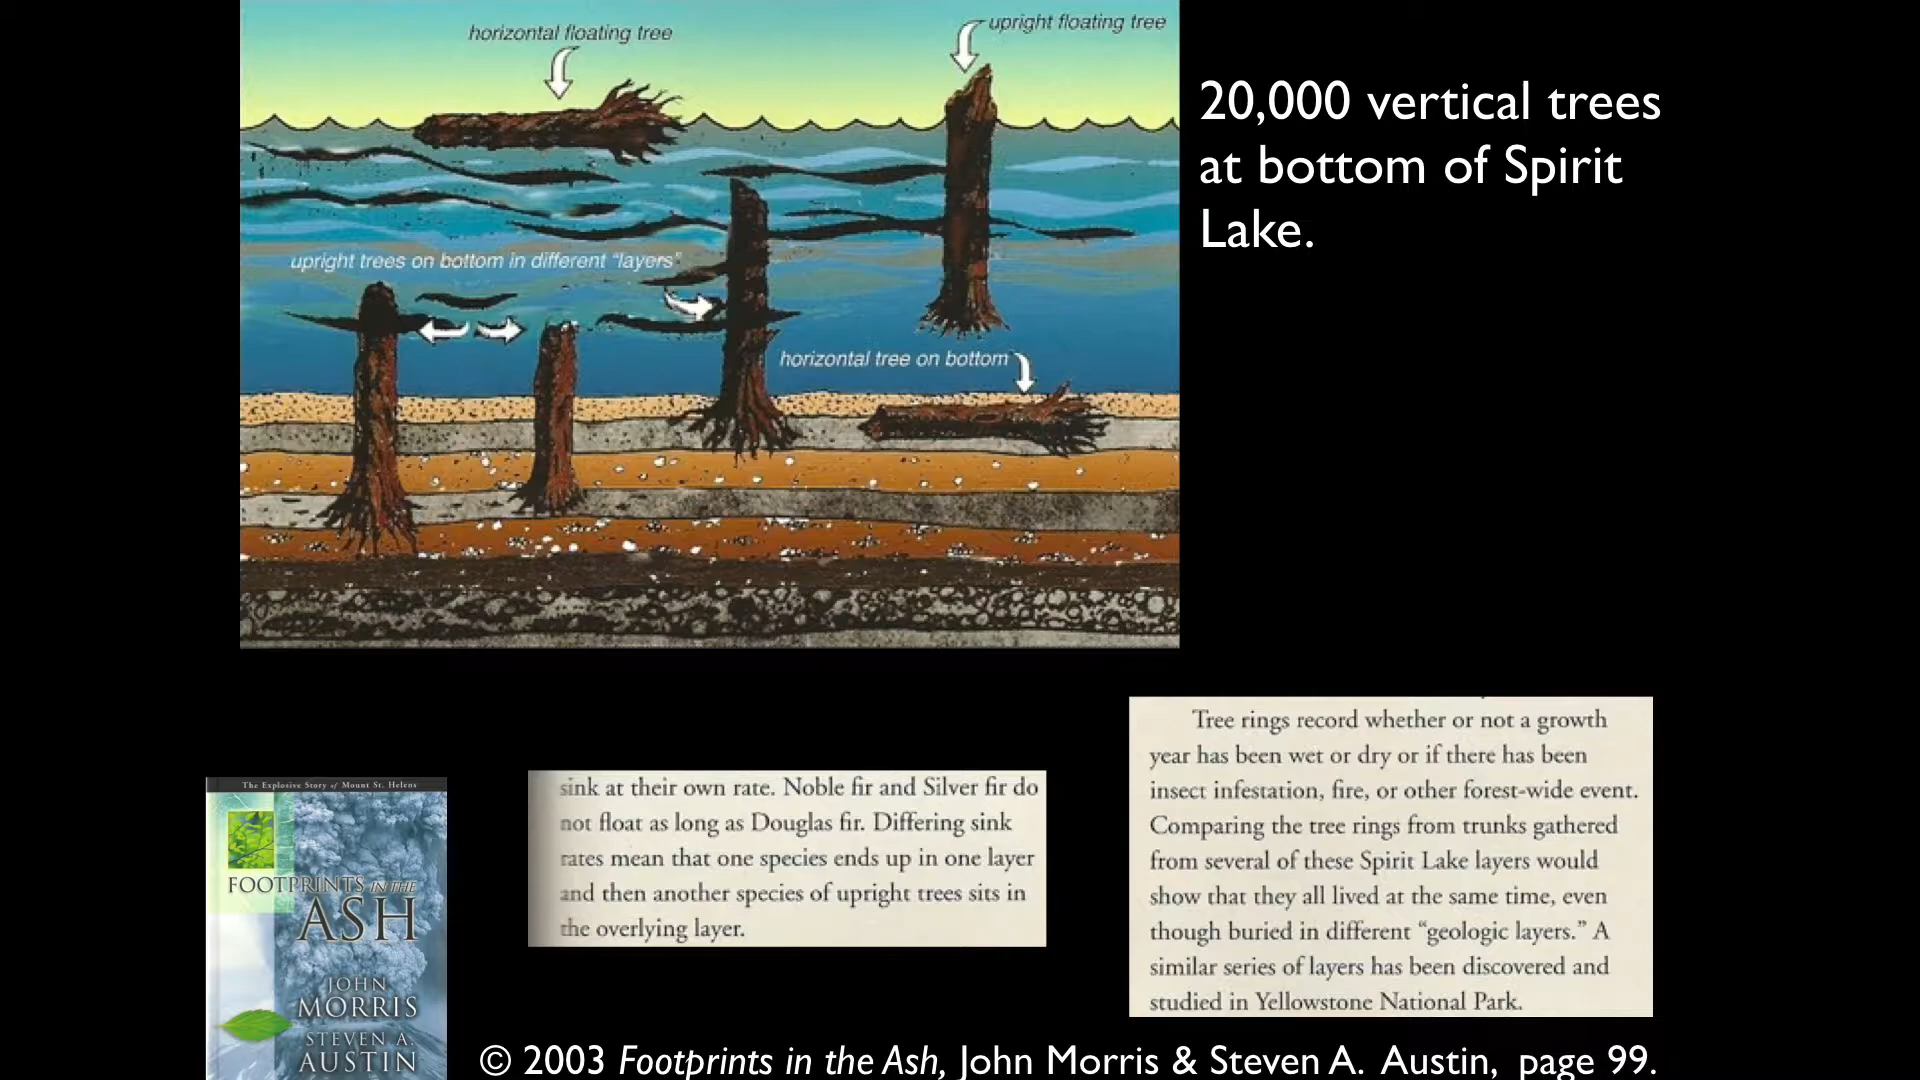 horizontal floating tree
upright floating tree
20,000 vertical trees
at bottom of Spirit
Lake.
upright trees on bottom in different “layers”
horizontal tree on bottom
Tree rings record whether or not a growth
year has been wet or dry or if there has been
insect infestation, fire, or other forest-wide event.
Comparing the tree rings from trunks gathered
from several of these Spirit Lake layers would
show that they all lived at the same time, even
though buried in different “geologic layers.” A
similar series of layers has been discovered and
studied in Yellowstone National Park.
sink at their own rate. Noble fir and Silver fir do
not float as long as Douglas fir. Differing sink
rates mean that one species ends up in one layer
and then another species of upright trees sits in
the overlying layer.
The Explosive Story of Mount St. Helens
FOOTPRINTS IN THE
ASH
JOHN
MORRIS
STEVEN A.
AUSTIN
© 2003 Footprints in the Ash, John Morris & Steven A. Austin, page 99.